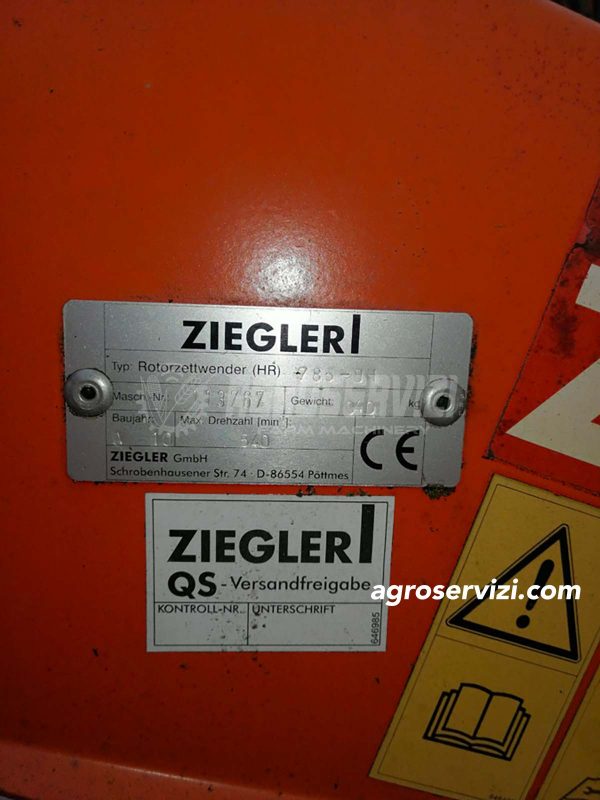 ZIEGLER
Typ: Rotorzettwender (HR)
Masch.-Nr.: Gewicht: kg
Baujahr: Max. Drehzahl [min⁻¹]:
540
ZIEGLER GmbH
Schrobenhausener Str. 74 · D-86554 Pöttmes
CE
ZIEGLER
QS-Versandfreigabe
KONTROLL-NR. UNTERSCHRIFT
646985
agroservizi.com